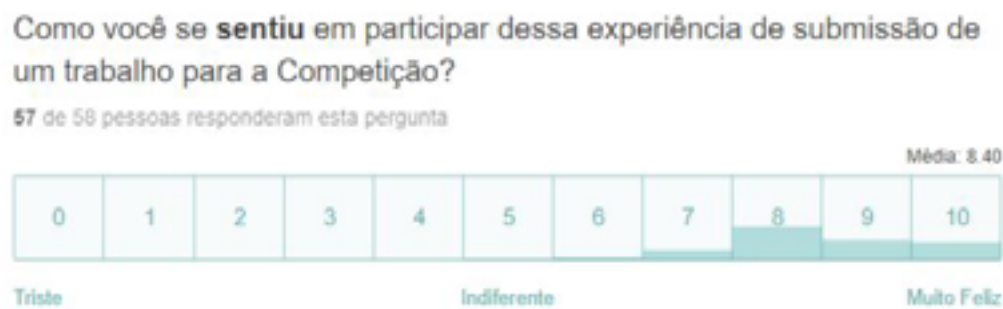 Como você se sentiu em participar dessa experiência de submissão de
um trabalho para a Competição?
57 de 58 pessoas responderam esta pergunta
Média: 8.40
0 1 2 3 4 5 6 7 8 9 10
Triste Indiferente Muito Feliz